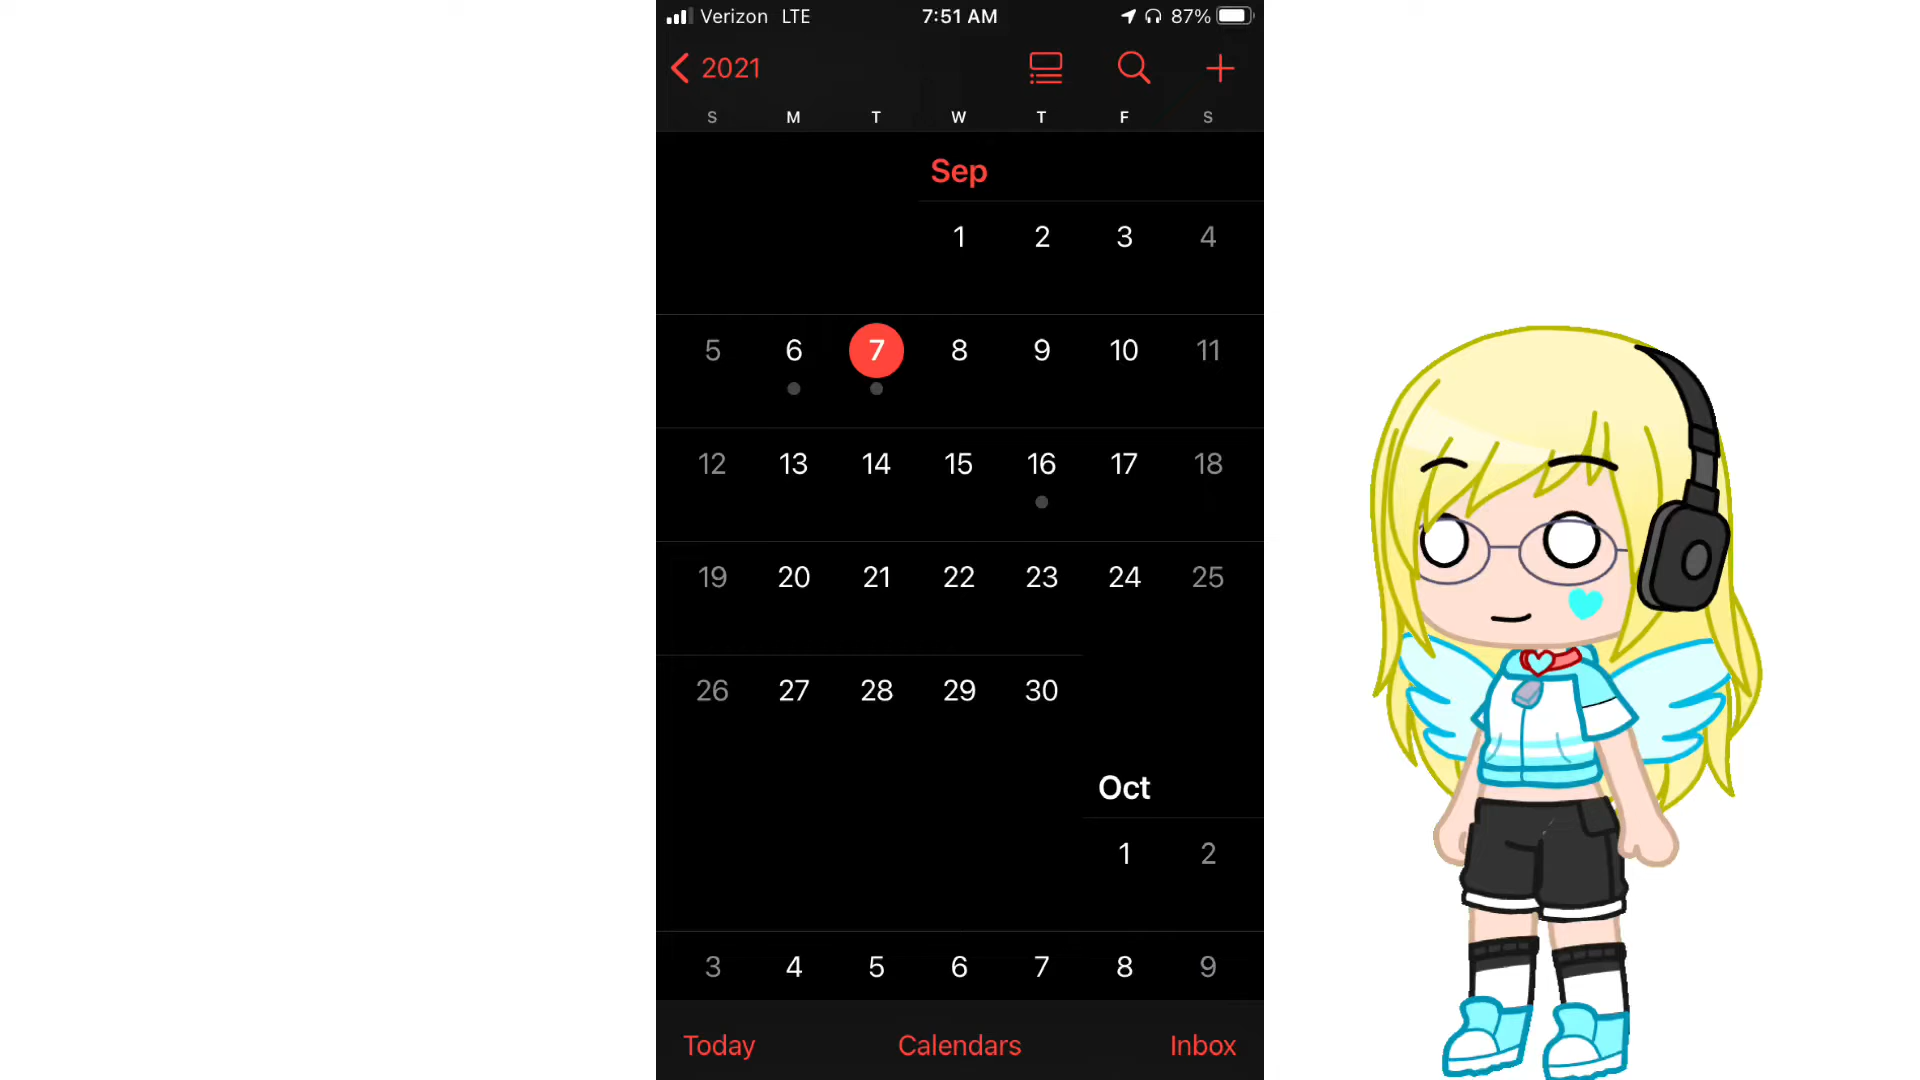 Verizon LTE 7:51 AM 87%
2021
S M T W T F S
Sep
1 2 3 4
5 6 7 8 9 10 11
12 13 14 15 16 17 18
19 20 21 22 23 24 25
26 27 28 29 30
Oct
1 2
3 4 5 6 7 8 9
Today Calendars Inbox